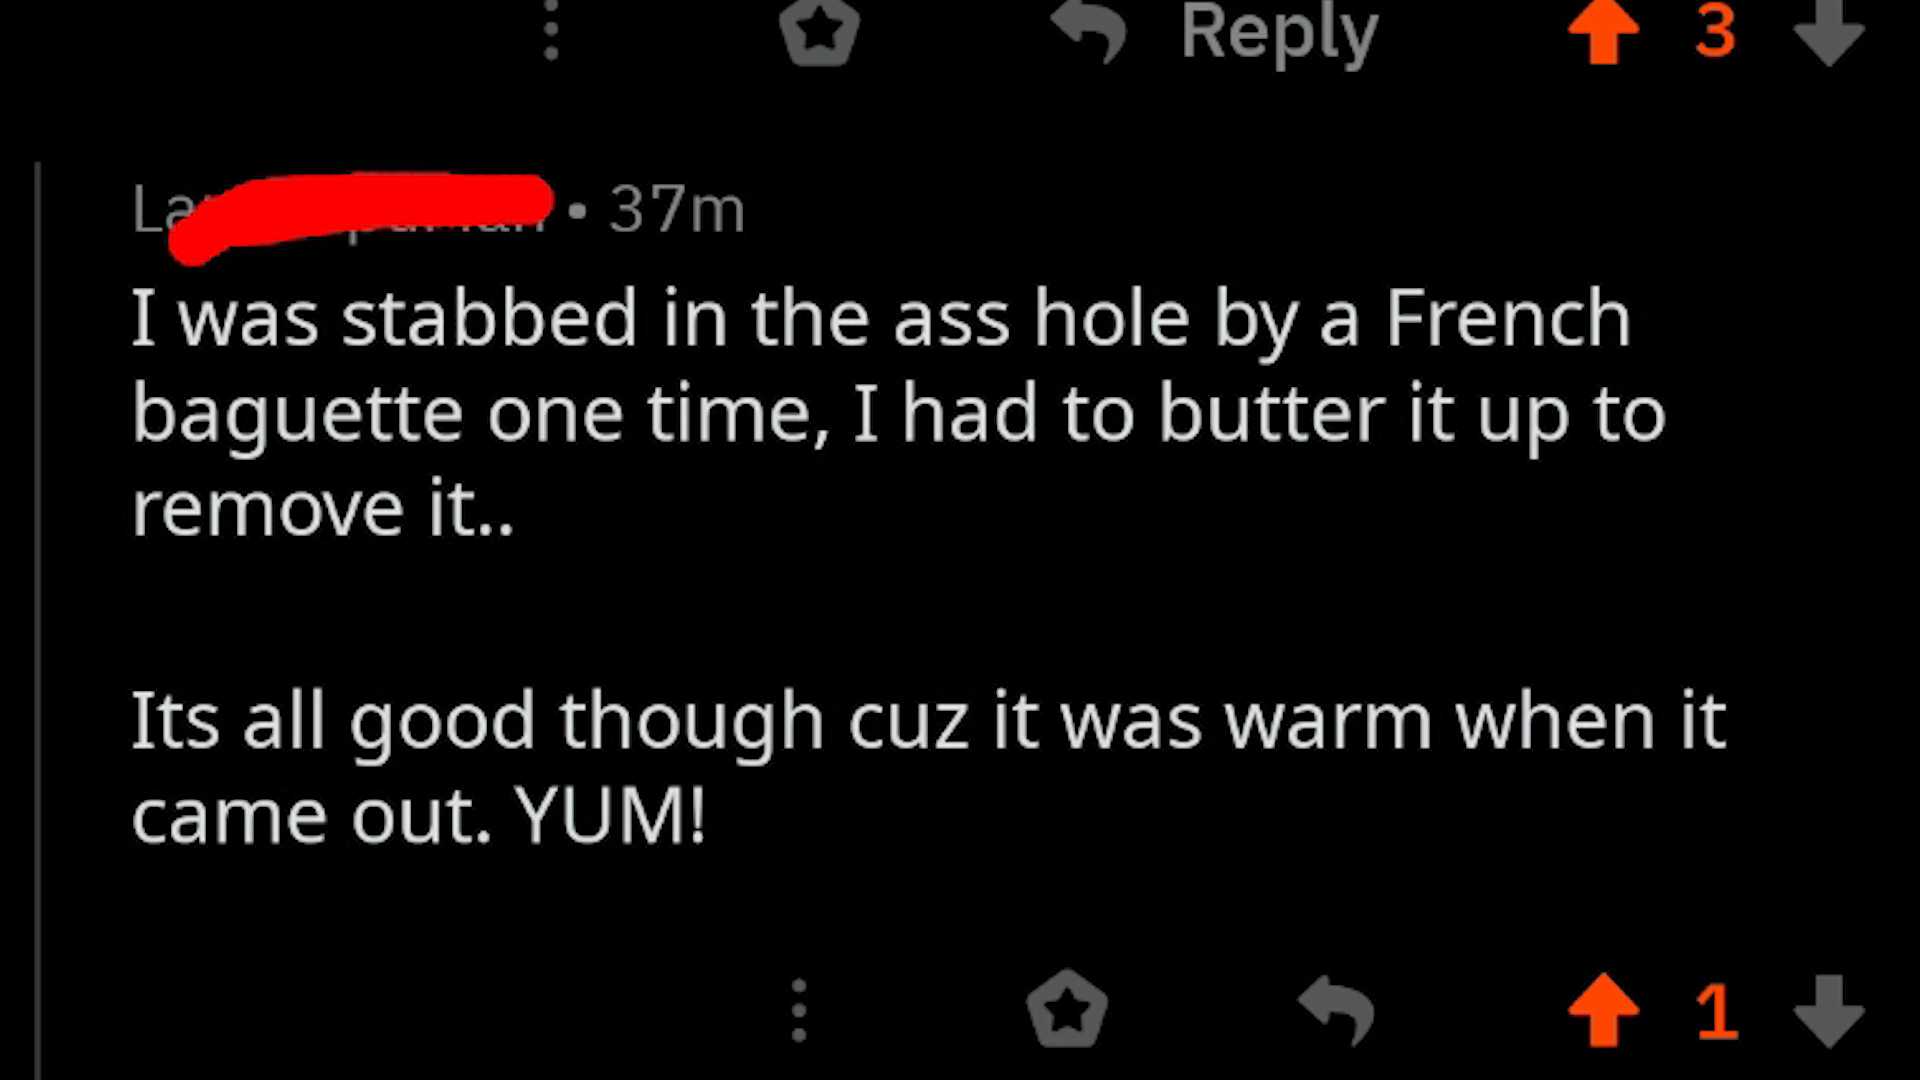 Reply 3
• 37m
I was stabbed in the ass hole by a French
baguette one time, I had to butter it up to
remove it..
Its all good though cuz it was warm when it
came out. YUM!
1